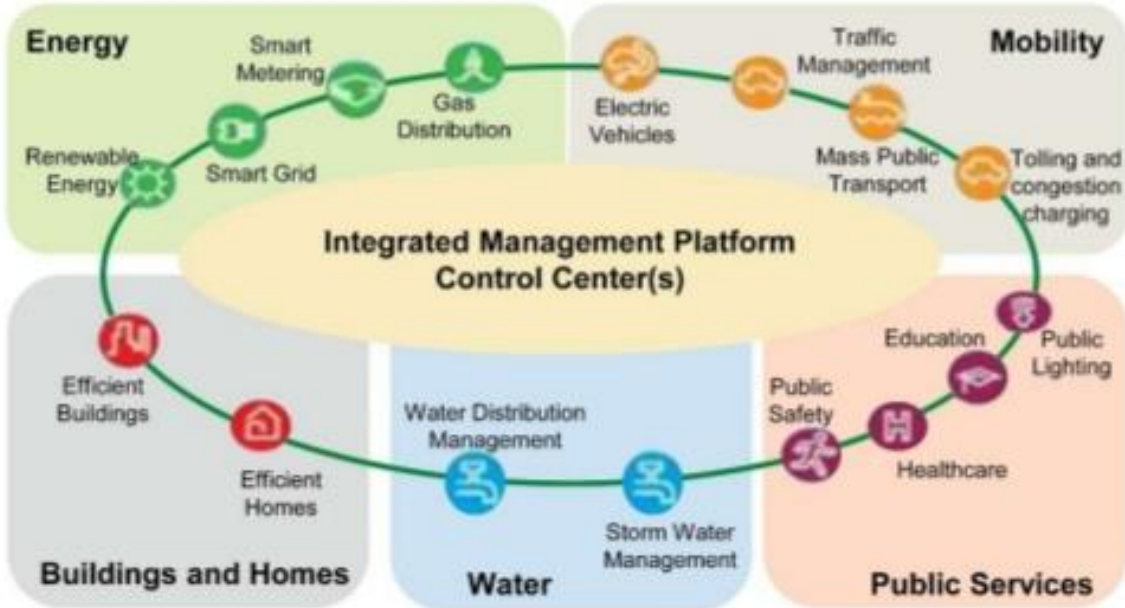 Energy
Smart
Metering
Gas
Distribution
Renewable
Energy
Smart Grid
Mobility
Traffic
Management
Electric
Vehicles
Mass Public
Transport
Tolling and
congestion
charging
Integrated Management Platform
Control Center(s)
Efficient
Buildings
Efficient
Homes
Buildings and Homes
Water Distribution
Management
Storm Water
Management
Water
Education
Public
Lighting
Public
Safety
Healthcare
Public Services